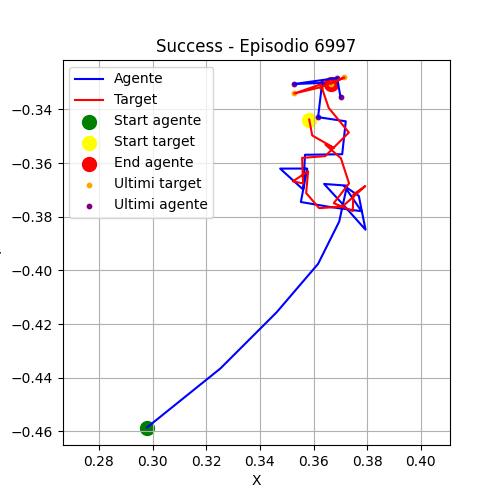 Success - Episodio 6997
Agente
Target
Start agente
Start target
End agente
Ultimi target
Ultimi agente
−0.34
−0.36
−0.38
−0.40
−0.42
−0.44
−0.46
0.28 0.30 0.32 0.34 0.36 0.38 0.40
X